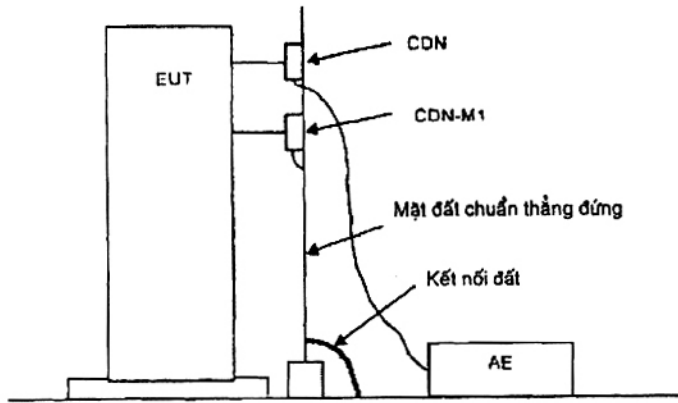 CDN
EUT
CDN-M1
Mặt đất chuẩn thẳng đứng
Kết nối đất
AE